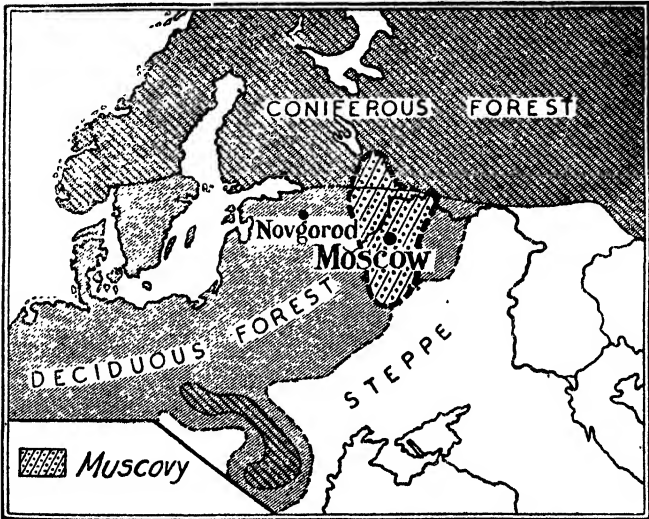 CONIFEROUS FOREST
Novgorod
Moscow
DECIDUOUS FOREST
STEPPE
Muscovy